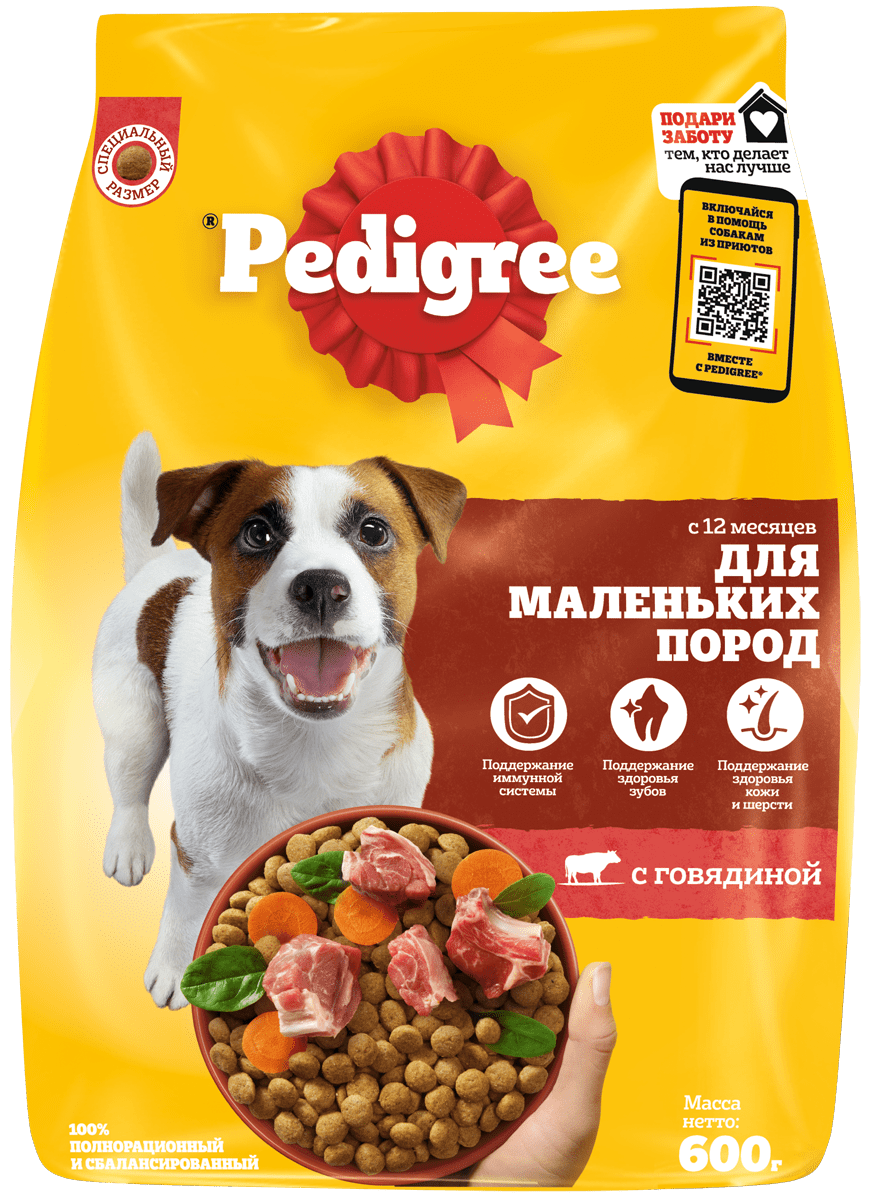 СПЕЦИАЛЬНЫЙ
РАЗМЕР
ПОДАРИ
ЗАБОТУ
тем, кто делает
нас лучше
ВКЛЮЧАЙСЯ
В ПОМОЩЬ
СОБАКАМ
ИЗ ПРИЮТОВ
ВМЕСТЕ
С PEDIGREE®
® Pedigree
с 12 месяцев
ДЛЯ
МАЛЕНЬКИХ
ПОРОД
Поддержание
иммунной
системы
Поддержание
здоровья
зубов
Поддержание
здоровья
кожи
и шерсти
с говядиной
100%
ПОЛНОРАЦИОННЫЙ
И СБАЛАНСИРОВАННЫЙ
Масса
нетто:
600г